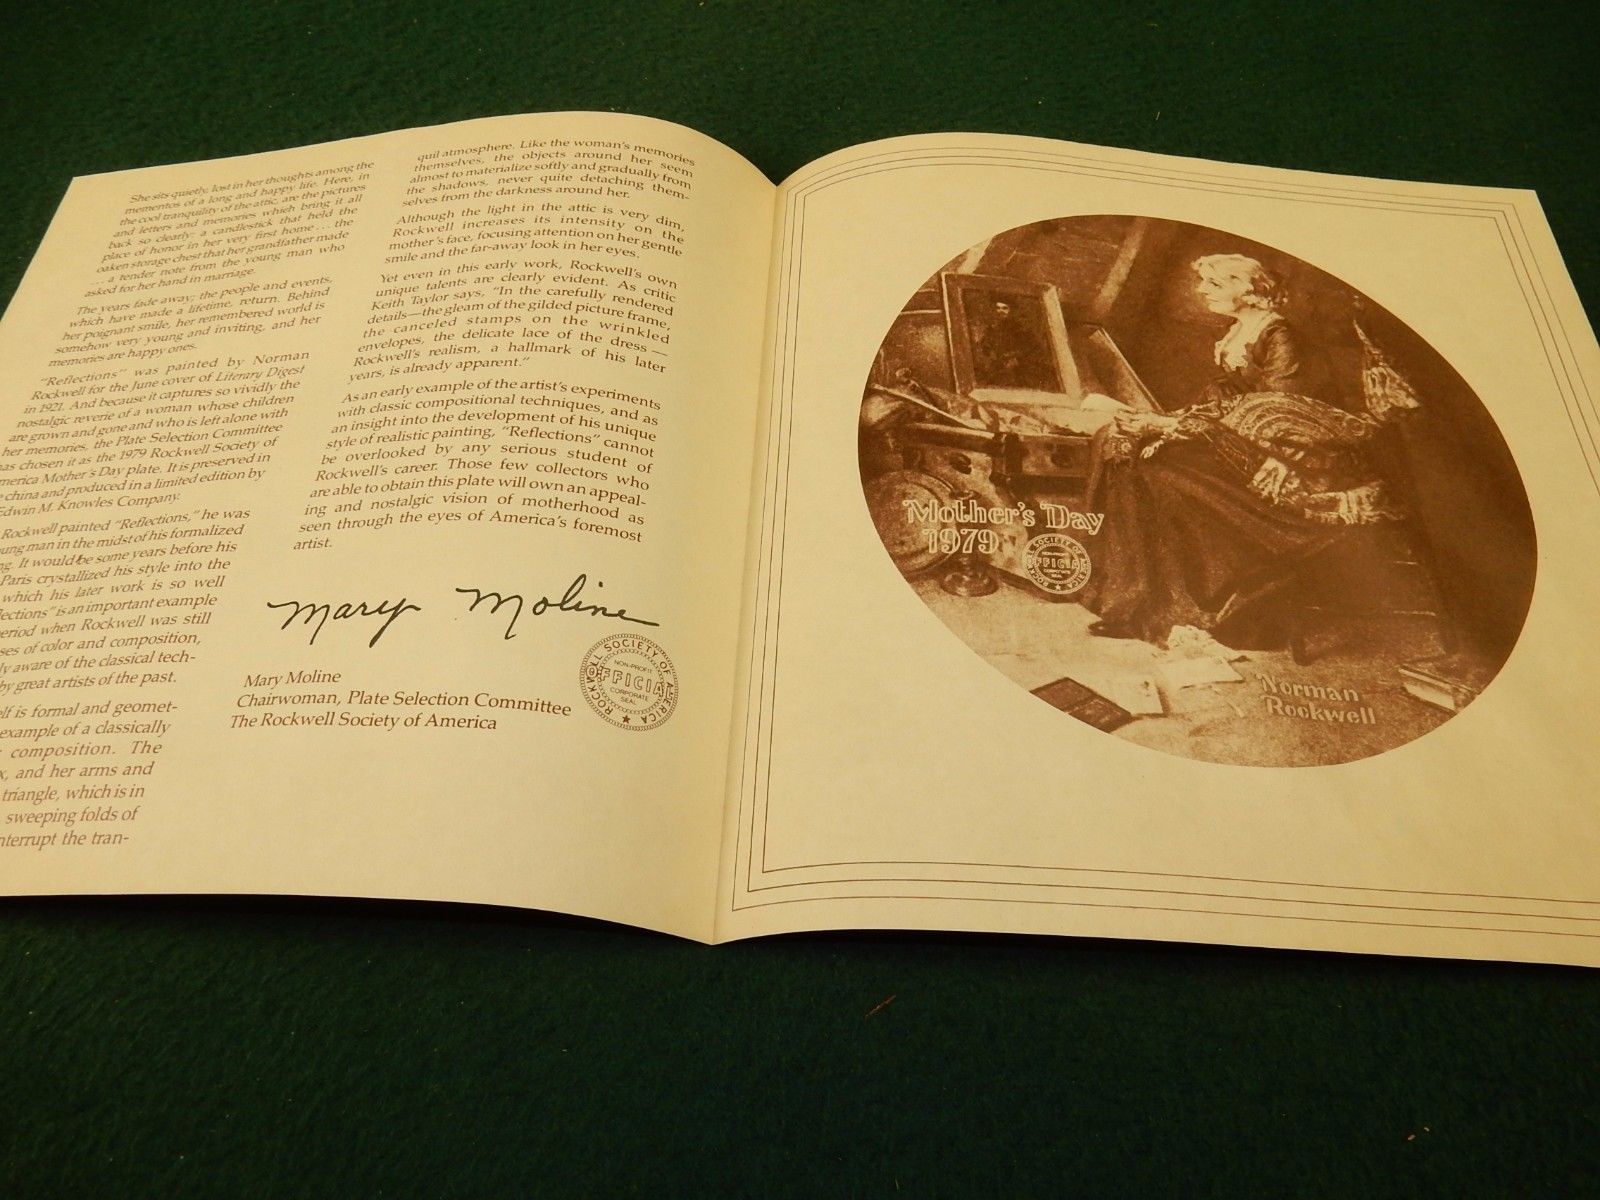 She sits quietly, lost in her thoughts among the
mementos of a long and happy life. Here, in
the cool tranquility of the attic, are the pictures
and letters and memories which bring it all
back so clearly: a candlestick that held the
place of honor in her very first home . . . the
oaken storage chest that her grandfather made
. . . a tender note from the young man who
asked for her hand in marriage.
The years fade away; the people and events,
which have made a lifetime, return. Behind
her poignant smile, her remembered world is
somehow very young and inviting, and her
memories are happy ones.
"Reflections" was painted by Norman
Rockwell for the June cover of Literary Digest
in 1921. And because it captures so vividly the
nostalgic reverie of a woman whose children
are grown and gone and who is left alone with
her memories, the Plate Selection Committee
has chosen it as the 1979 Rockwell Society of
America Mother's Day plate. It is preserved in
china and produced in a limited edition by
Edwin M. Knowles Company.
Rockwell painted "Reflections," he was
young man in the midst of his formalized
It would be some years before his
Paris crystallized his style into the
which his later work is so well
"Reflections" is an important example
period when Rockwell was still
of color and composition,
aware of the classical tech-
by great artists of the past.
is formal and geomet-
example of a classically
composition. The
and her arms and
triangle, which is in
sweeping folds of
interrupt the tran-
quil atmosphere. Like the woman's memories
themselves, the objects around her seem
almost to materialize softly and gradually from
the shadows, never quite detaching them-
selves from the darkness around her.
Although the light in the attic is very dim,
Rockwell increases its intensity on the
mother's face, focusing attention on her gentle
smile and the far-away look in her eyes.
Yet even in this early work, Rockwell's own
unique talents are clearly evident. As critic
Keith Taylor says, "In the carefully rendered
details—the gleam of the gilded picture frame,
the canceled stamps on the wrinkled
envelopes, the delicate lace of the dress—
Rockwell's realism, a hallmark of his later
years, is already apparent."
As an early example of the artist's experiments
with classic compositional techniques, and as
an insight into the development of his unique
style of realistic painting, "Reflections" cannot
be overlooked by any serious student of
Rockwell's career. Those few collectors who
are able to obtain this plate will own an appeal-
ing and nostalgic vision of motherhood as
seen through the eyes of America's foremost
artist.
Mary Moline
Mary Moline
Chairwoman, Plate Selection Committee
The Rockwell Society of America
ROCKWELL SOCIETY OF AMERICA
NON-PROFIT
OFFICIAL
CORPORATE
SEAL
Mother's Day
1979
ROCKWELL SOCIETY OF AMERICA
NON-PROFIT
OFFICIAL
CORPORATE
SEAL
Norman
Rockwell